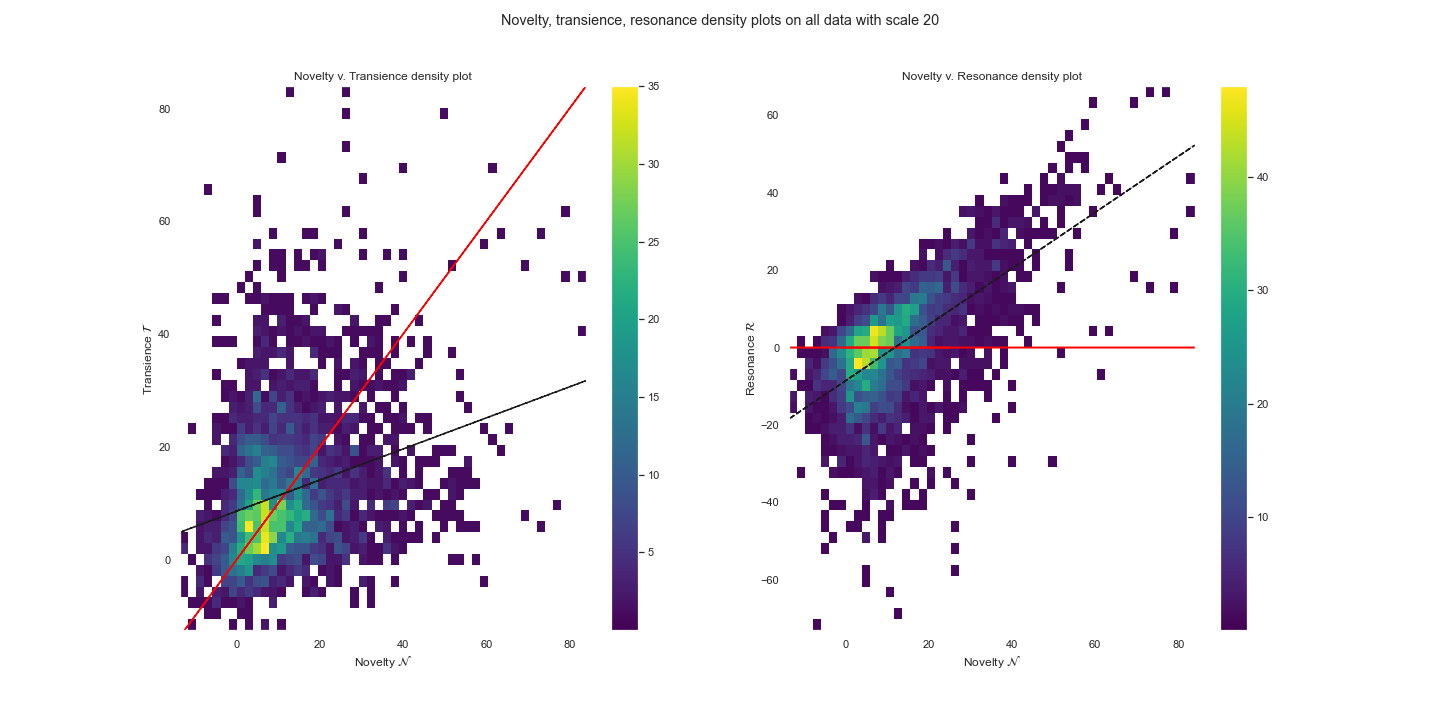 Novelty, transience, resonance density plots on all data with scale 20
Novelty v. Transience density plot
80
60
40
20
0
Transience 𝒯
0 20 40 60 80
Novelty 𝒩
35
30
25
20
15
10
5
Novelty v. Resonance density plot
60
40
20
0
−20
−40
−60
Resonance ℛ
0 20 40 60 80
Novelty 𝒩
40
30
20
10